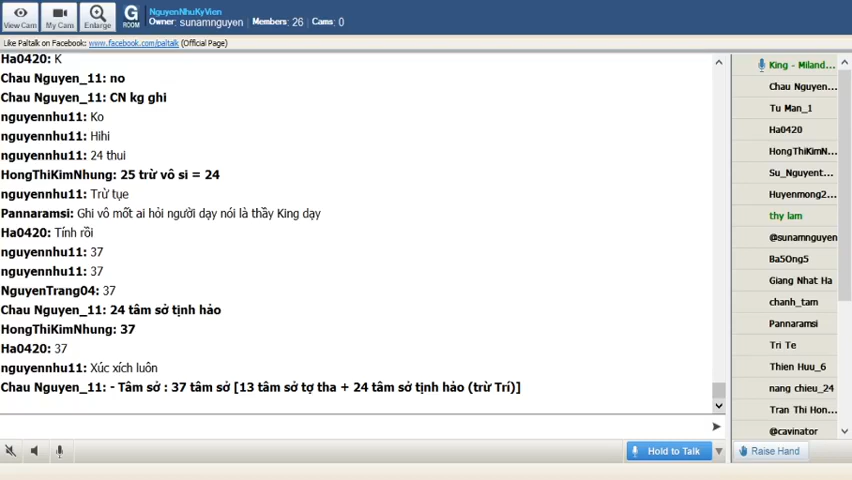 NguyenNhuKyVien
Owner: sunamnguyen Members: 26 Cams: 0
View Cam
My Cam
Enlarge
G
ROOM
Like Paltalk on Facebook: www.facebook.com/paltalk (Official Page)
Ha0420: K
Chau Nguyen_11: no
Chau Nguyen_11: CN kg ghi
nguyennhu11: Ko
nguyennhu11: Hihi
nguyennhu11: 24 thui
HongThiKimNhung: 25 trừ vô si = 24
nguyennhu11: Trừ tục
Pannaramsi: Ghi vô mốt ai hỏi người dạy nói là thầy King dạy
Ha0420: Tính rồi
nguyennhu11: 37
nguyennhu11: 37
NguyenTrang04: 37
Chau Nguyen_11: 24 tâm sở tịnh hảo
HongThiKimNhung: 37
Ha0420: 37
nguyennhu11: Xúc xích luôn
Chau Nguyen_11: - Tâm sở : 37 tâm sở [13 tâm sở tợ tha + 24 tâm sở tịnh hảo (trừ Trí)]
Hold to Talk
King - Miland...
Chau Nguyen...
Tu Man_1
Ha0420
HongThiKimN...
Su_Nguyent...
Huyenmong2...
thy lam
@sunamnguyen
Ba5Ong5
Giang Nhat Ha
chanh_tam
Pannaramsi
Tri Te
Thien Huu_6
nang chieu_24
Tran Thi Hon...
@cavinator
Raise Hand